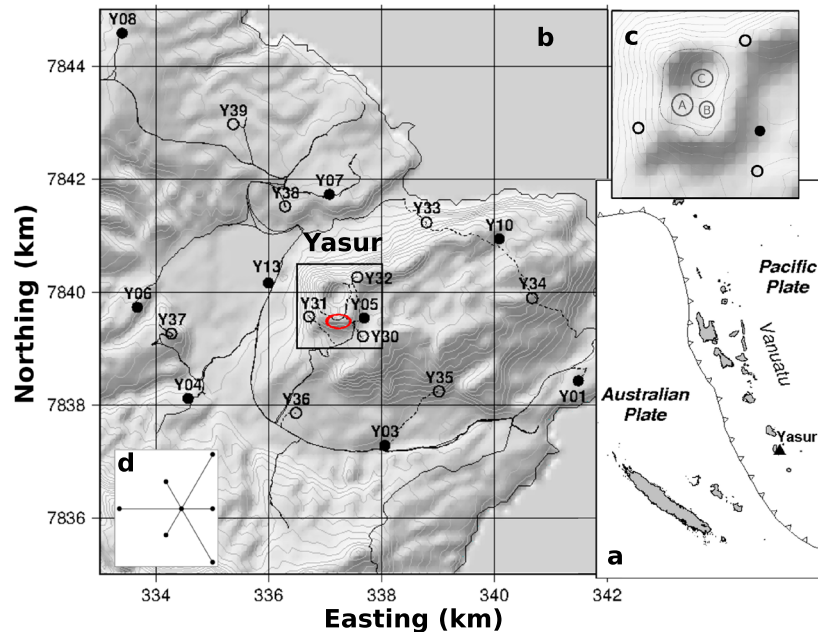 Y08
b
c
7844
C
A
B
Y39
7842
Y38
Y07
Y33
Yasur
Y10
Pacific
Plate
Y13
Y32
Y34
7840
Y06
Y31
Y05
Y37
Y30
Vanuatu
Northing (km)
Y04
Y35
Y01
Australian
Plate
7838
Y36
Y03
Yasur
d
7836
a
334
336
338
340
342
Easting (km)